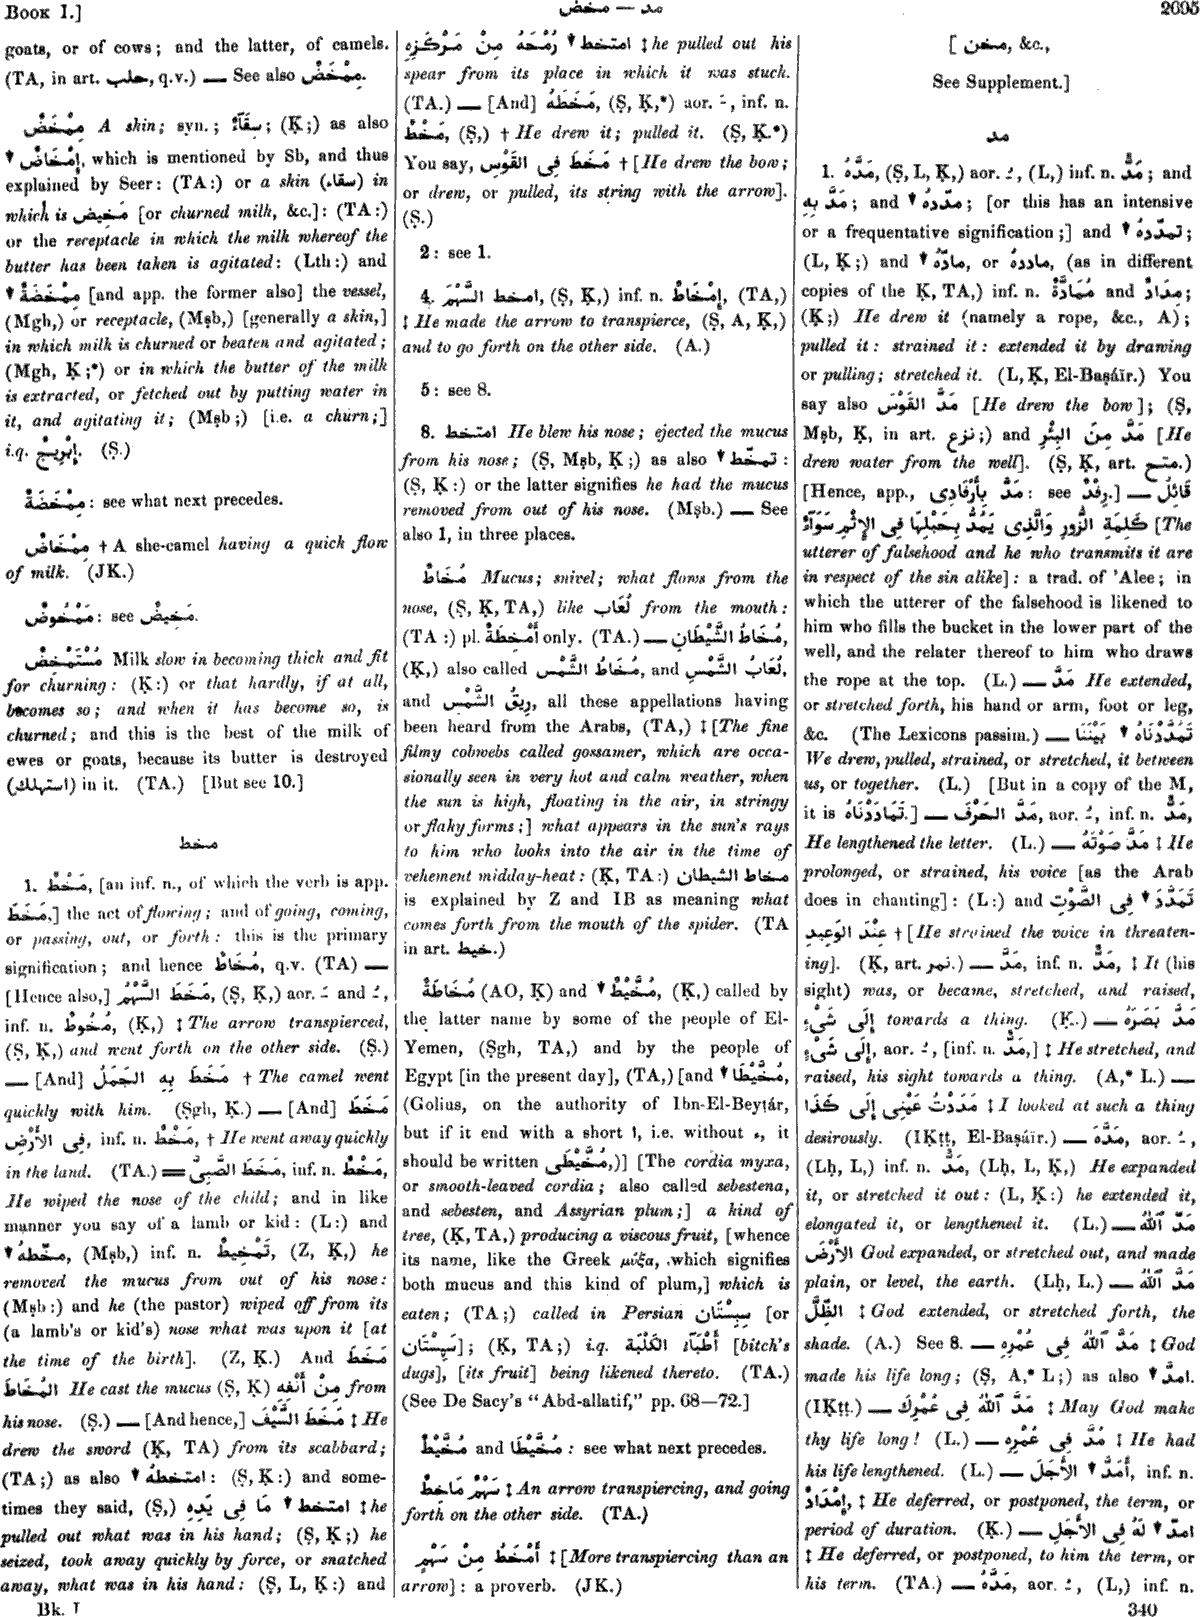 BOOK I.]
مخض — مد
2695
goats, or of cows; and the latter, of camels.
(TA, in art. حلب, q.v.) — See also مِمْخَضٌ.
مِمْخَضٌ A skin; syn.; سِقَآءٌ; (Ḳ;) as also
▼ إِمْخَاضٌ, which is mentioned by Sb, and thus
explained by Seer: (TA:) or a skin (سقاء) in
which is مَخِيض [or churned milk, &c.]: (TA:)
or the receptacle in which the milk whereof the
butter has been taken is agitated: (Lth:) and
▼ مِمْخَضَةٌ [and app. the former also] the vessel,
(Mgh,) or receptacle, (Mṣb,) [generally a skin,]
in which milk is churned or beaten and agitated;
(Mgh, Ḳ;*) or in which the butter of the milk
is extracted, or fetched out by putting water in
it, and agitating it; (Mṣb;) [i.e. a churn;]
i.q. إِبْرِيجٌ. (Ṣ.)
مِمْخَضَةٌ: see what next precedes.
مِمْخَاضٌ † A she-camel having a quick flow
of milk. (JK.)
مَمْخُوضٌ: see مَخِيضٌ.
مُسْتَمْخِضٌ Milk slow in becoming thick and fit
for churning: (Ḳ:) or that hardly, if at all,
becomes so; and when it has become so, is
churned; and this is the best of the milk of
ewes or goats, because its butter is destroyed
(استهلك) in it. (TA.) [But see 10.]
مخط
1. مَخْطٌ, [an inf. n., of which the verb is app.
مَخَطَ,] the act of flowing; and of going, coming,
or passing, out, or forth: this is the primary
signification; and hence مُخَاطٌ, q.v. (TA) —
[Hence also,] مَخَطَ السَّهْمُ, (Ṣ, Ḳ,) aor. ـَ and ـُ,
inf. n. مُخُوطٌ, (Ḳ,) ‡ The arrow transpierced,
(Ṣ, Ḳ,) and went forth on the other side. (Ṣ.)
— [And] مَخَطَ بِهِ الجَمَلُ † The camel went
quickly with him. (Ṣgh, Ḳ.) — [And] مَخَطَ
فِى الأَرْضِ, inf. n. مَخْطٌ, † He went away quickly
in the land. (TA.) = مَخَطَ الصَّبِىَّ, inf. n. مَخْطٌ,
He wiped the nose of the child; and in like
manner you say of a lamb or kid: (L:) and
▼ مخّطهُ, (Mṣb,) inf. n. تَمْخِيطٌ, (Z, Ḳ,) he
removed the mucus from out of his nose:
(Mṣb:) and he (the pastor) wiped off from its
(a lamb's or kid's) nose what was upon it [at
the time of the birth]. (Z, Ḳ.) And مَخَطَ
المُخَاطَ He cast the mucus (Ṣ, Ḳ) مِنْ أَنْفِهِ from
his nose. (Ṣ.) — [And hence,] مَخَطَ السَّيْفَ ‡ He
drew the sword (Ḳ, TA) from its scabbard;
(TA;) as also ▼ امتخطهُ: (Ṣ, Ḳ:) and some-
times they said, (Ṣ,) امتخط ▼ مَا فِى يَدِهِ ‡ he
pulled out what was in his hand; (Ṣ, Ḳ;) he
seized, took away quickly by force, or snatched
away, what was in his hand: (Ṣ, L, Ḳ:) and
امتخط ▼ رُمْحَهُ مِنْ مَرْكَزِهِ ‡ he pulled out his
spear from its place in which it was stuck.
(TA.) — [And] مَخَطَهُ, (Ṣ, Ḳ,*) aor. ـَ, inf. n.
مَخْطٌ, (Ṣ,) † He drew it; pulled it. (Ṣ, Ḳ.*)
You say, مَخَطَ فِى القَوْسِ † [He drew the bow;
or drew, or pulled, its string with the arrow].
(Ṣ.)
2: see 1.
4. امخط السَّهْمَ, (Ṣ, Ḳ,) inf. n. إِمْخَاطٌ, (TA,)
‡ He made the arrow to transpierce, (Ṣ, A, Ḳ,)
and to go forth on the other side. (A.)
5: see 8.
8. امتخط He blew his nose; ejected the mucus
from his nose; (Ṣ, Mṣb, Ḳ;) as also ▼ تمخّط:
(Ṣ, Ḳ:) or the latter signifies he had the mucus
removed from out of his nose. (Mṣb.) — See
also 1, in three places.
مُخَاطٌ Mucus; snivel; what flows from the
nose, (Ṣ, Ḳ, TA,) like لُعَاب from the mouth:
(TA:) pl. أَمْخِطَةٌ only. (TA.) — مُخَاطُ الشَّيْطَانِ,
(Ḳ,) also called مُخَاطُ الشَّمْسِ, and لُعَابُ الشَّمْسِ,
and رِيقُ الشَّمْسِ, all these appellations having
been heard from the Arabs, (TA,) ‡ [The fine
filmy cobwebs called gossamer, which are occa-
sionally seen in very hot and calm weather, when
the sun is high, floating in the air, in stringy
or flaky forms;] what appears in the sun's rays
to him who looks into the air in the time of
vehement midday-heat: (Ḳ, TA:) مخاط الشيطان
is explained by Z and IB as meaning what
comes forth from the mouth of the spider. (TA
in art. خيط.)
مُخَاطَةٌ (AO, Ḳ) and ▼ مُخَّيْطٌ, (Ḳ,) called by
the latter name by some of the people of El-
Yemen, (Ṣgh, TA,) and by the people of
Egypt [in the present day], (TA,) [and ▼ مُخَّيْطَا,
(Golius, on the authority of Ibn-El-Beyṭár,
but if it end with a short ا, i.e. without ء, it
should be written مُخَّيْطَى,)] [The cordia myxa,
or smooth-leaved cordia; also called sebestena,
and sebesten, and Assyrian plum;] a kind of
tree, (Ḳ, TA,) producing a viscous fruit, [whence
its name, like the Greek μύξα, which signifies
both mucus and this kind of plum,] which is
eaten; (TA;) called in Persian سِبِسْتَان [or
سَپِسْتَان]; (Ḳ, TA;) i.q. أَطْبَآءُ الكَلْبَة [bitch's
dugs], [its fruit] being likened thereto. (TA.)
(See De Sacy's "Abd-allatif," pp. 68—72.]
مُخَّيْطٌ and مُخَّيْطَا: see what next precedes.
سَهْمٌ مَاخِطٌ ‡ An arrow transpiercing, and going
forth on the other side. (TA.)
أَمْخَطُ مِنْ سَهْمٍ ‡ [More transpiercing than an
arrow]: a proverb. (JK.)
[مخن, &c.,
See Supplement.]
مد
1. مَدَّهُ, (Ṣ, L, Ḳ,) aor. ـُ, (L,) inf. n. مَدٌّ; and
مَدَّ بِهِ; and ▼ مدّدهُ; [or this has an intensive
or a frequentative signification;] and ▼ تمدّدهُ;
(L, Ḳ;) and ▼ مادّهُ, or ماددهُ, (as in different
copies of the Ḳ, TA,) inf. n. مُمَادَّةٌ and مِدَادٌ;
(Ḳ;) He drew it (namely a rope, &c., A);
pulled it: strained it: extended it by drawing
or pulling; stretched it. (L, Ḳ, El-Baṣáïr.) You
say also مَدَّ القَوْسَ [He drew the bow]; (Ṣ,
Mṣb, Ḳ, in art. نزع;) and مَدَّ مِنَ البِئْرِ [He
drew water from the well]. (Ṣ, Ḳ, art. متح.)
[Hence, app., مَدَّ بِأَرْفَادِى: see رِفْدٌ.] — قَائِلُ
كَلِمَةِ الزُّورِ وَالَّذِى يَمُدُّ بِحَبْلِهَا فِى الإِثْمِ سَوَآءٌ [The
utterer of falsehood and he who transmits it are
in respect of the sin alike]: a trad. of 'Alee; in
which the utterer of the falsehood is likened to
him who fills the bucket in the lower part of the
well, and the relater thereof to him who draws
the rope at the top. (L.) — مَدَّ He extended,
or stretched forth, his hand or arm, foot or leg,
&c. (The Lexicons passim.) — تَمَدَّدْنَاهُ ▼ بَيْنَنَا
We drew, pulled, strained, or stretched, it between
us, or together. (L.) [But in a copy of the M,
it is تَمَادَدْنَاهُ.] — مَدَّ الحَرْفَ, aor. ـُ, inf. n. مَدٌّ,
He lengthened the letter. (L.) — مَدَّ صَوْتَهُ ‡ He
prolonged, or strained, his voice [as the Arab
does in chanting]: (L:) and تَمَدَّدَ ▼ فِى الصَّوْتِ
عِنْدَ الوَعِيدِ † [He strained the voice in threaten-
ing]. (Ḳ, art. نمر.) — مَدَّ, inf. n. مَدٌّ, ‡ It (his
sight) was, or became, stretched, and raised,
إِلَى شَىْءٍ towards a thing. (Ḳ.) — مَدَّ بَصَرَهُ
إِلَى شَىْءٍ, aor. ـُ, [inf. n. مَدٌّ,] ‡ He stretched, and
raised, his sight towards a thing. (A,* L.) —
مَدَدْتُ عَيْنِى إِلَى كَذَا ‡ I looked at such a thing
desirously. (IḲṭṭ, El-Baṣáïr.) — مَدَّهُ, aor. ـُ,
(Lḥ, L,) inf. n. مَدٌّ, (Lḥ, L, Ḳ,) He expanded
it, or stretched it out: (L, Ḳ:) he extended it,
elongated it, or lengthened it. (L.) — مَدَّ ٱللّٰهُ
الأَرْضَ God expanded, or stretched out, and made
plain, or level, the earth. (Lḥ, L.) — مَدَّ ٱللّٰهُ
الظِّلَّ ‡ God extended, or stretched forth, the
shade. (A.) See 8. — مَدَّ ٱللّٰهُ فِى عُمْرِهِ ‡ God
made his life long; (Ṣ, A,* L;) as also ▼ امدّ.
(IḲṭṭ.) — مَدَّ ٱللّٰهُ فِى عُمْرِكَ ‡ May God make
thy life long! (L.) — مُدَّ فِى عُمْرِهِ ‡ He had
his life lengthened. (L.) — أَمَدَّ ▼ الأَجَلَ, inf. n.
إِمْدَادٌ, ‡ He deferred, or postponed, the term, or
period of duration. (Ḳ.) — امدّ ▼ لَهُ فِى الأَجَلِ
‡ He deferred, or postponed, to him the term, or
his term. (TA.) — مَدَّهُ, aor. ـُ, (L,) inf. n.
Bk. I
340